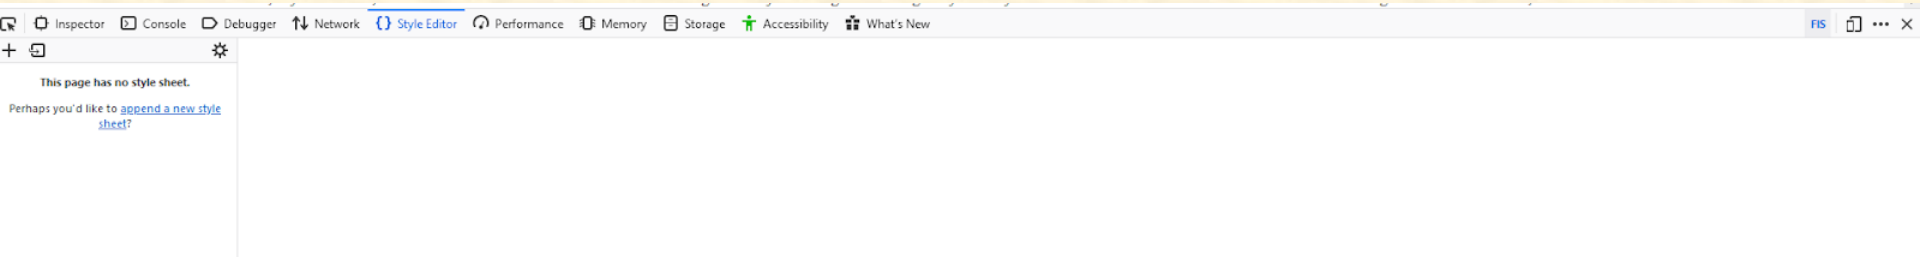 Inspector Console Debugger Network Style Editor Performance Memory Storage Accessibility What's New FIS
This page has no style sheet.
Perhaps you'd like to append a new style
sheet?